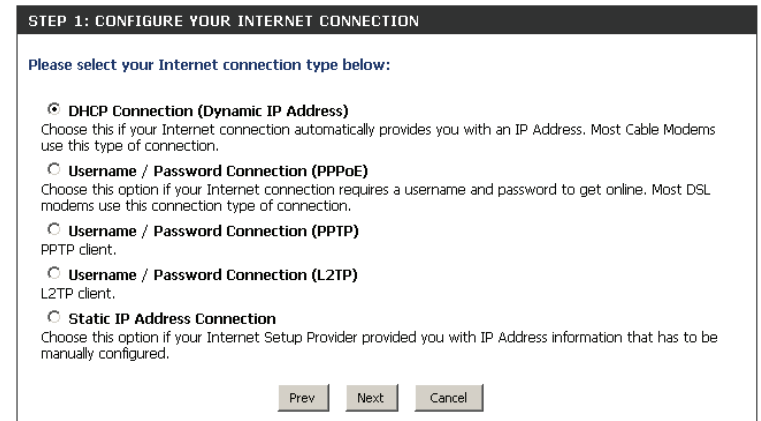 STEP 1: CONFIGURE YOUR INTERNET CONNECTION
Please select your Internet connection type below:
DHCP Connection (Dynamic IP Address)
Choose this if your Internet connection automatically provides you with an IP Address. Most Cable Modems
use this type of connection.
Username / Password Connection (PPPoE)
Choose this option if your Internet connection requires a username and password to get online. Most DSL
modems use this connection type of connection.
Username / Password Connection (PPTP)
PPTP client.
Username / Password Connection (L2TP)
L2TP client.
Static IP Address Connection
Choose this option if your Internet Setup Provider provided you with IP Address information that has to be
manually configured.
Prev Next Cancel